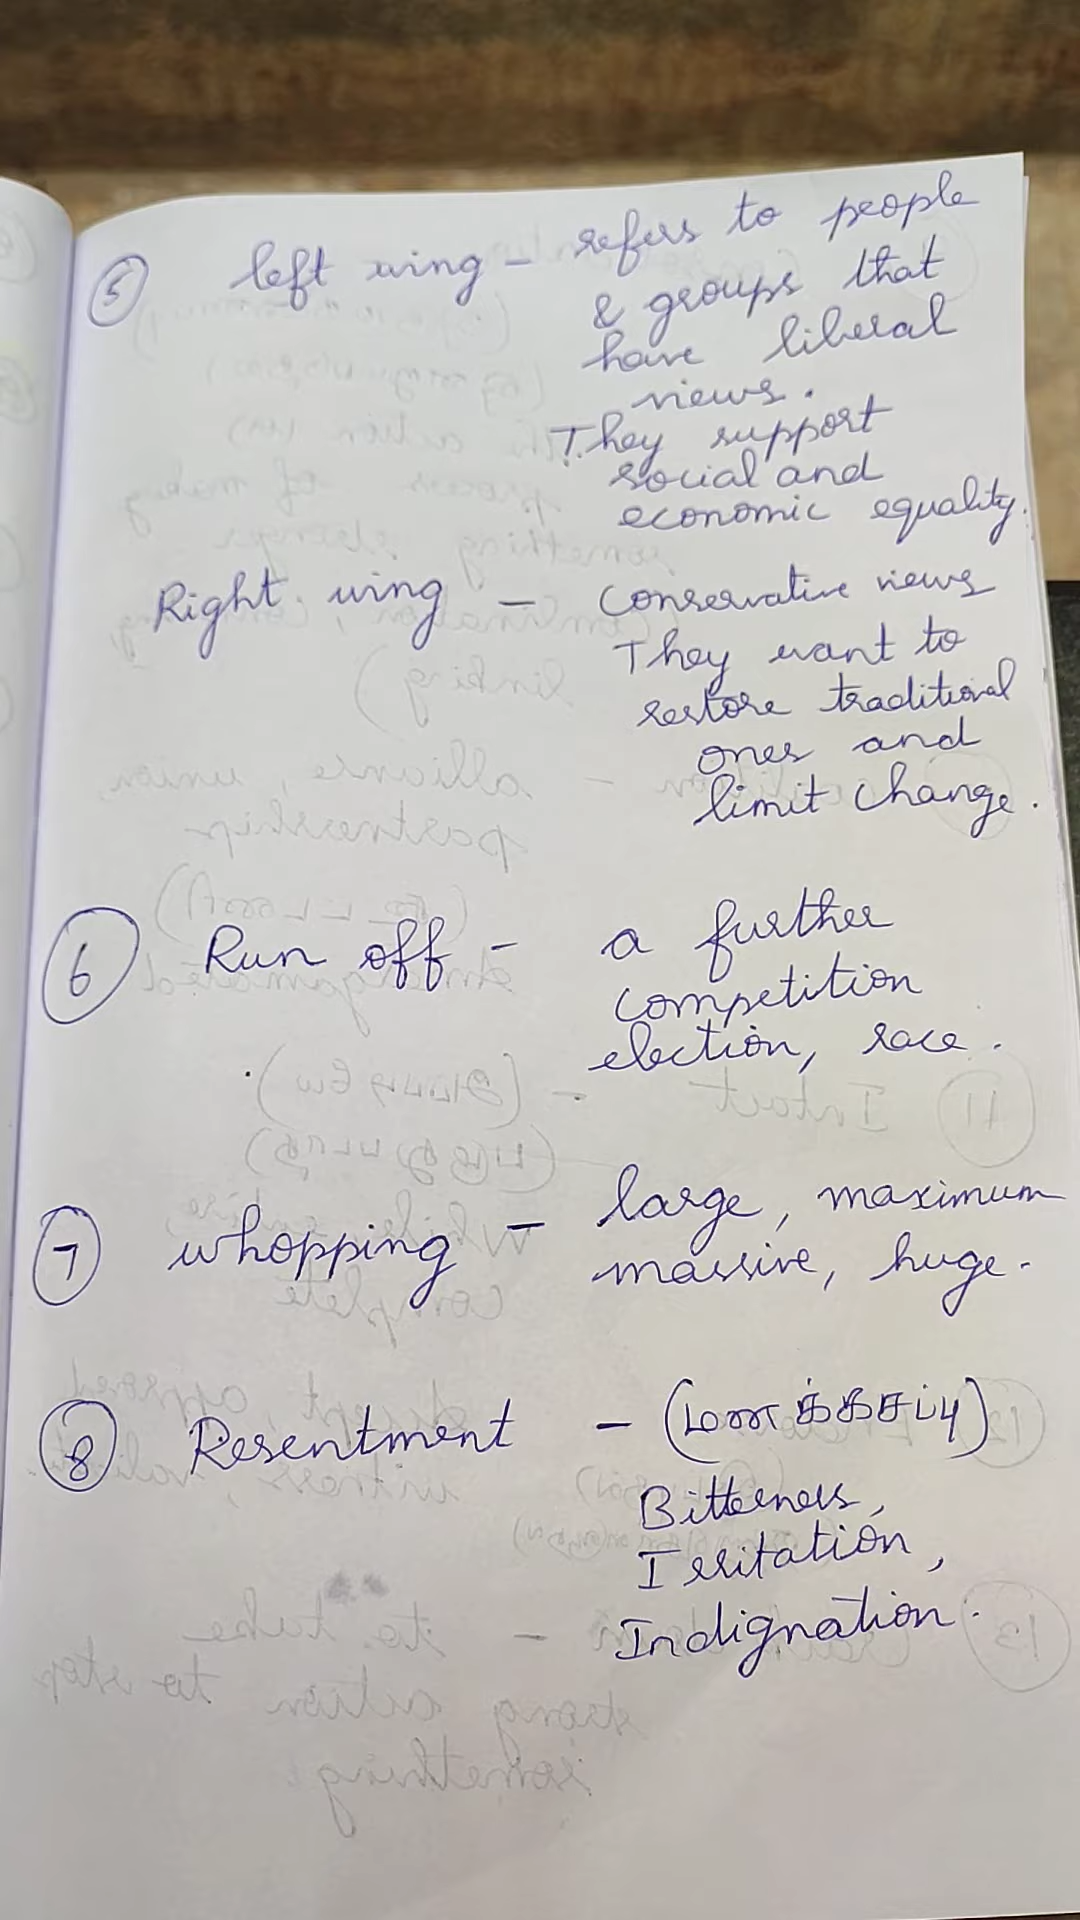 5 left wing - refers to people
& groups that
have liberal
views.
They support
social and
economic equality.
Right wing - Conservative views
They want to
restore traditional
ones and
limit change.
6 Run off - a further
competition
election, race.
7 whopping - large, maximum
massive, huge.
8 Resentment - (மனக்கசப்பு)
Bitterness,
Irritation,
Indignation.